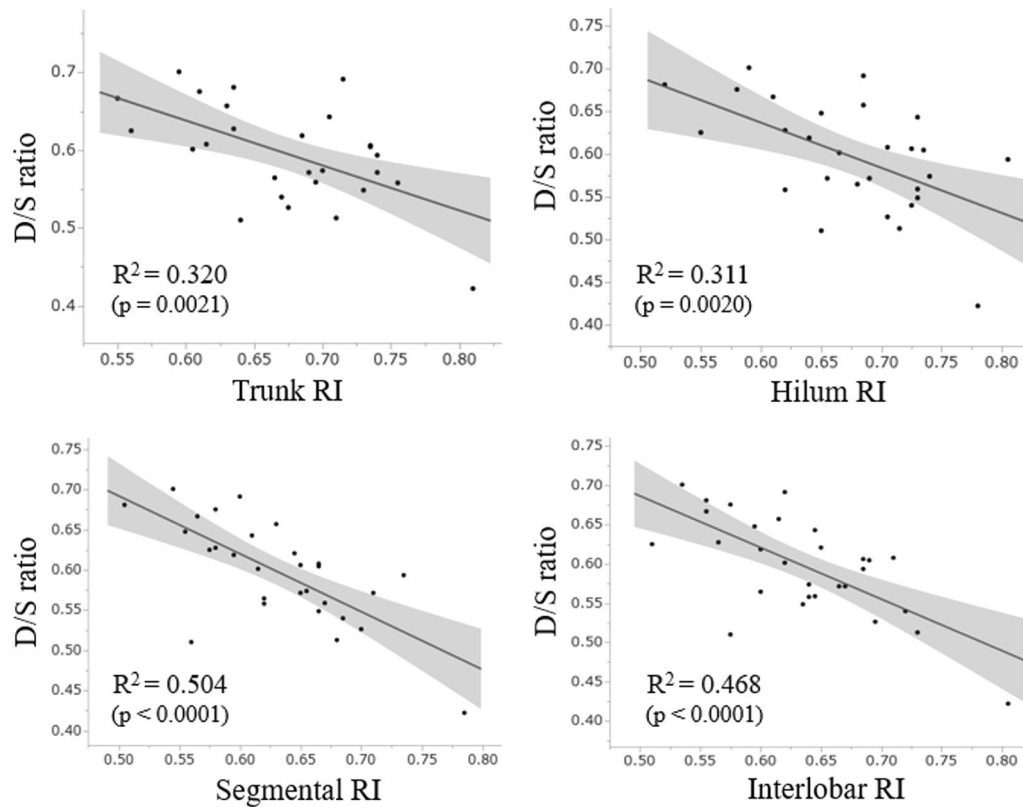 D/S ratio
0.7
0.6
0.5
0.4
R² = 0.320
(p = 0.0021)
0.55 0.60 0.65 0.70 0.75 0.80
Trunk RI
D/S ratio
0.75
0.70
0.65
0.60
0.55
0.50
0.45
0.40
R² = 0.311
(p = 0.0020)
0.50 0.55 0.60 0.65 0.70 0.75 0.80
Hilum RI
D/S ratio
0.75
0.70
0.65
0.60
0.55
0.50
0.45
0.40
R² = 0.504
(p < 0.0001)
0.50 0.55 0.60 0.65 0.70 0.75 0.80
Segmental RI
D/S ratio
0.75
0.70
0.65
0.60
0.55
0.50
0.45
0.40
R² = 0.468
(p < 0.0001)
0.50 0.55 0.60 0.65 0.70 0.75 0.80
Interlobar RI